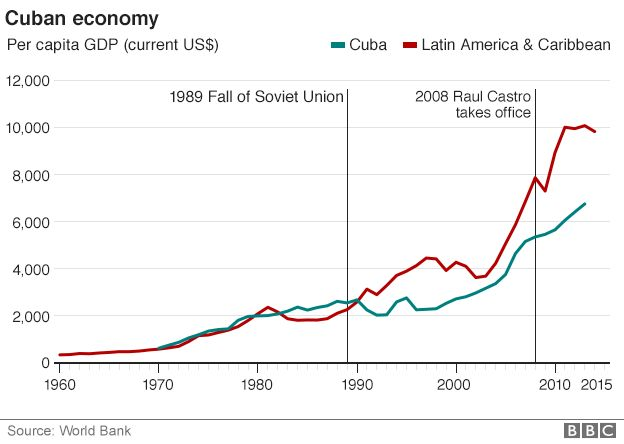 Cuban economy
Per capita GDP (current US$)
Cuba
Latin America & Caribbean
12,000
1989 Fall of Soviet Union
2008 Raul Castro
takes office
10,000
8,000
6,000
4,000
2,000
0
1960 1970 1980 1990 2000 2010 2015
Source: World Bank
BBC